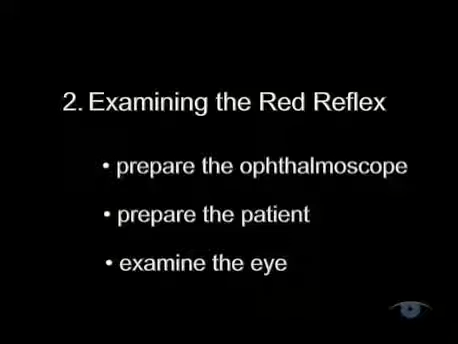 2. Examining the Red Reflex
• prepare the ophthalmoscope
• prepare the patient
• examine the eye